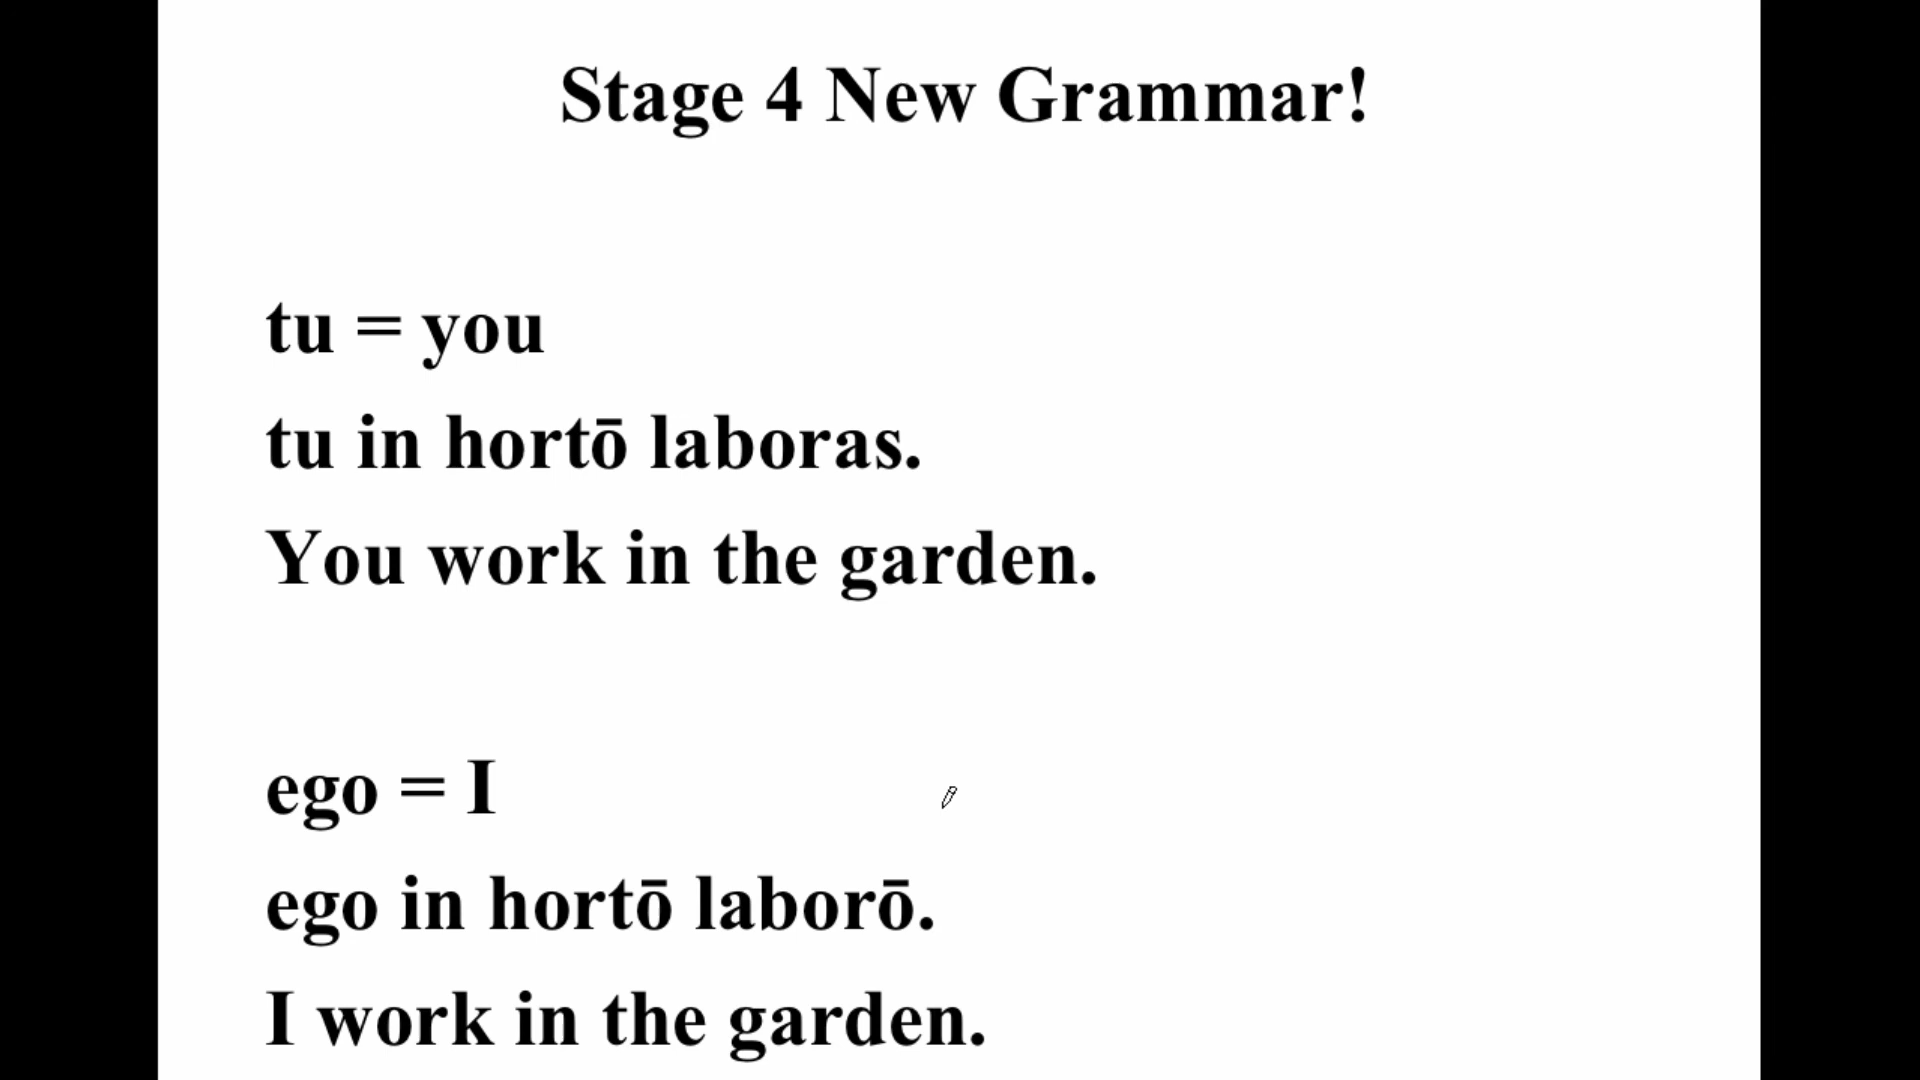 Stage 4 New Grammar!
tu = you
tu in hortō laboras.
You work in the garden.
ego = I
ego in hortō laborō.
I work in the garden.